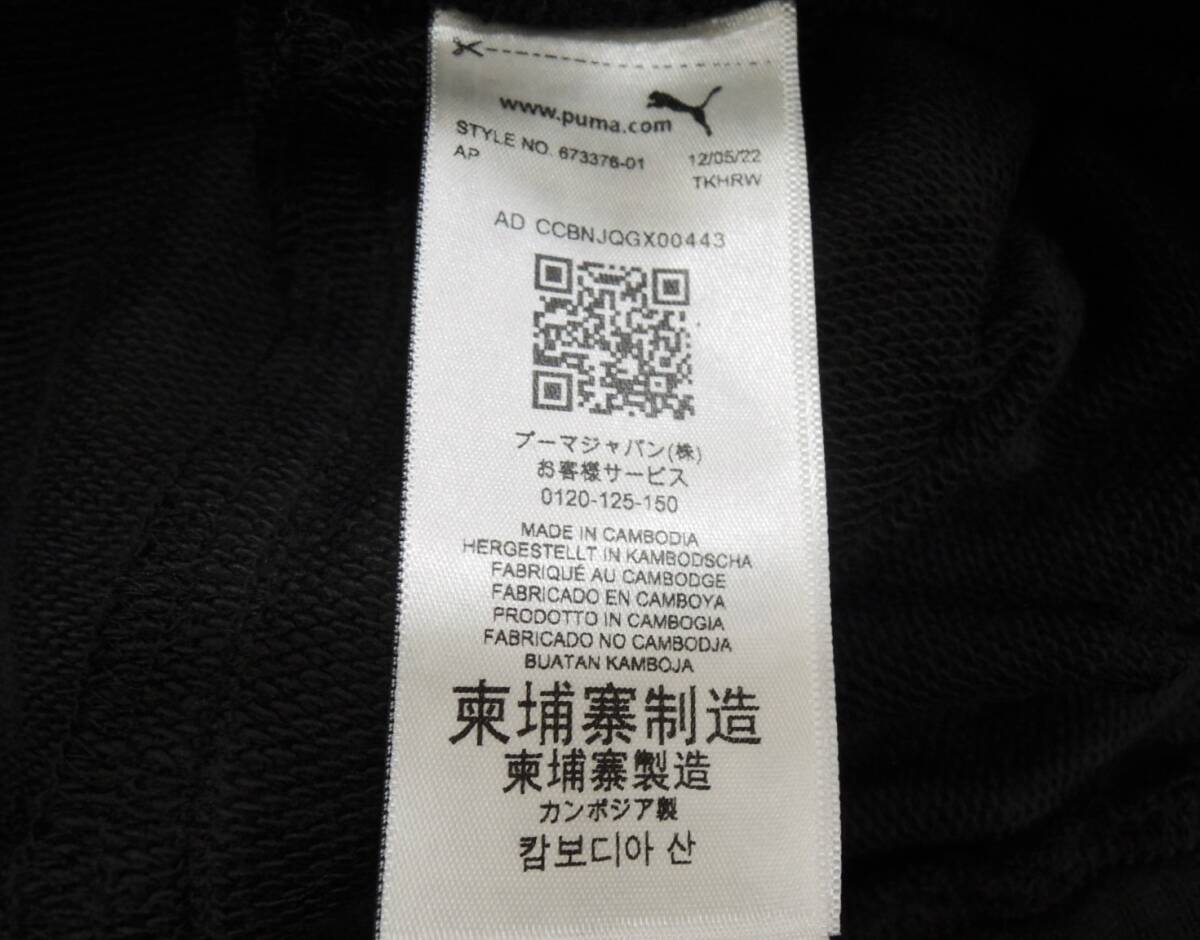 www.puma.com
STYLE NO. 673376-01 12/05/22
AP TKHRW
AD CCBNJQGX00443
プーマジャパン(株)
お客様サービス
0120-125-150
MADE IN CAMBODIA
HERGESTELLT IN KAMBODSCHA
FABRIQUÉ AU CAMBODGE
FABRICADO EN CAMBOYA
PRODOTTO IN CAMBOGIA
FABRICADO NO CAMBODJA
BUATAN KAMBOJA
柬埔寨制造
柬埔寨製造
カンボジア製
캄보디아 산